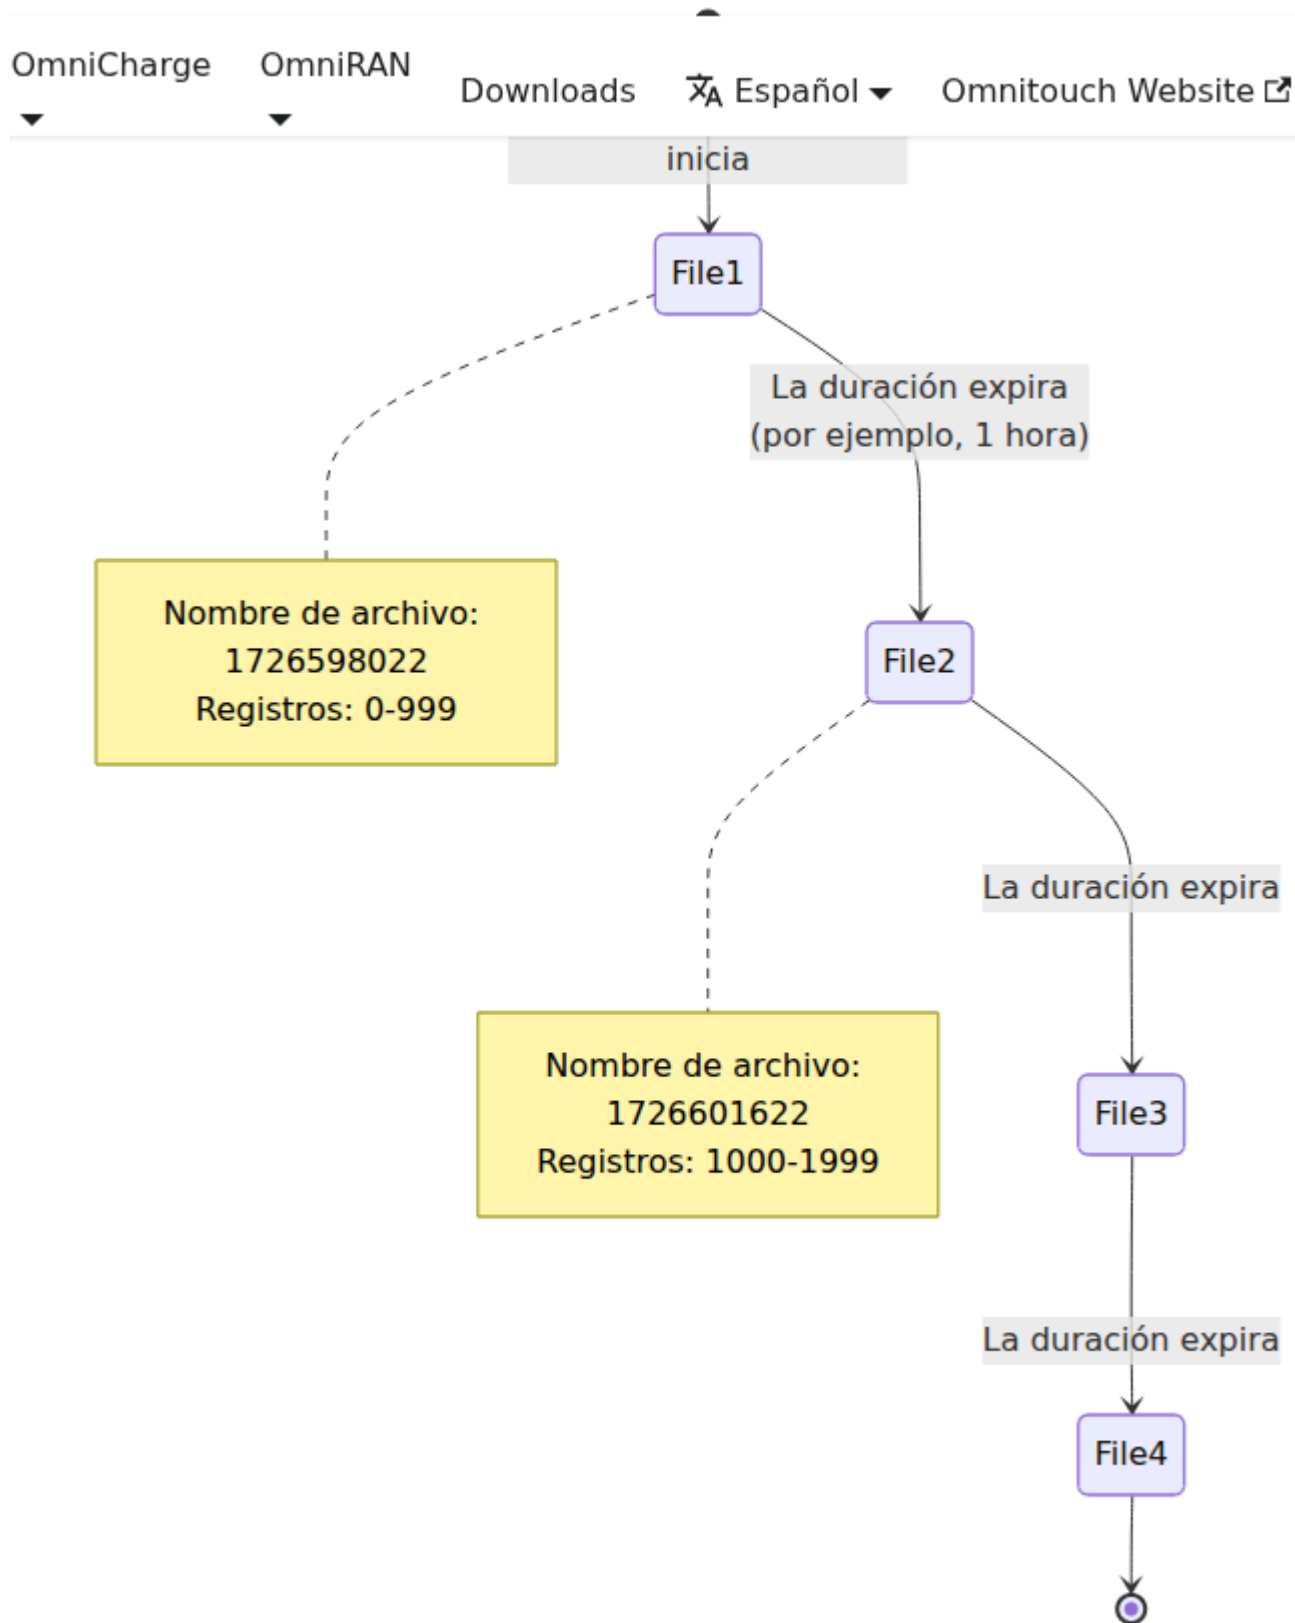 OmniCharge
OmniRAN
Downloads
Español
Omnitouch Website
inicia
File1
La duración expira
(por ejemplo, 1 hora)
Nombre de archivo:
1726598022
Registros: 0-999
File2
La duración expira
Nombre de archivo:
1726601622
Registros: 1000-1999
File3
La duración expira
File4